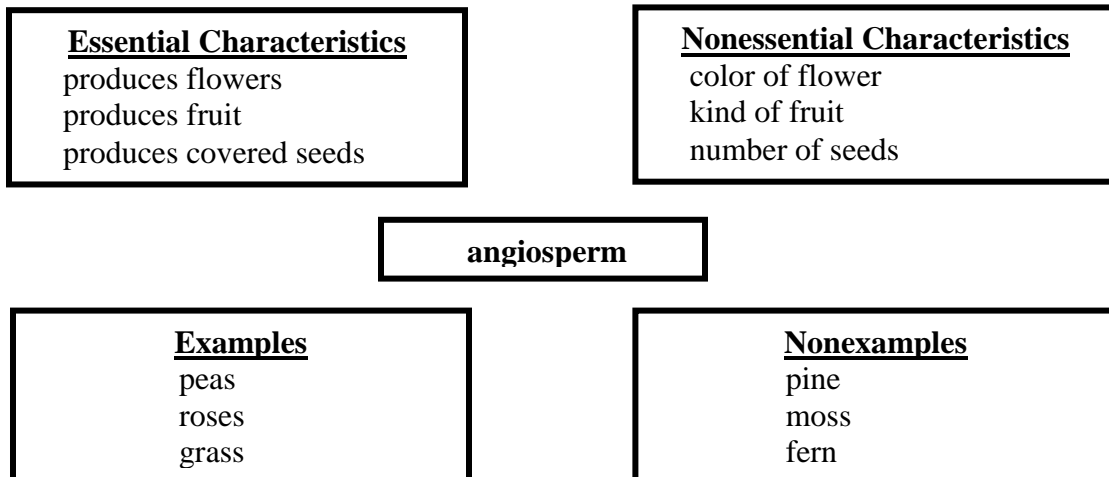 Essential Characteristics
produces flowers
produces fruit
produces covered seeds
Nonessential Characteristics
color of flower
kind of fruit
number of seeds
angiosperm
Examples
peas
roses
grass
Nonexamples
pine
moss
fern